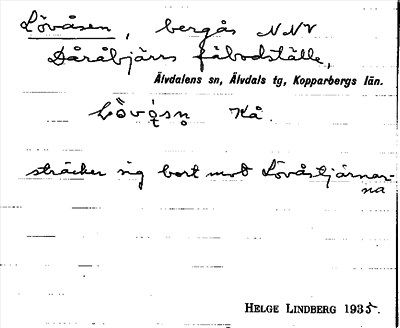 Lövåsen, bergås NNV
Dåråbjärs fäbodställe,
Älvdalens sn, Älvdals tg, Kopparbergs län.
Kå.
sträcker sig bort mot Lövåstjärnar-
na
HELGE LINDBERG 1935.